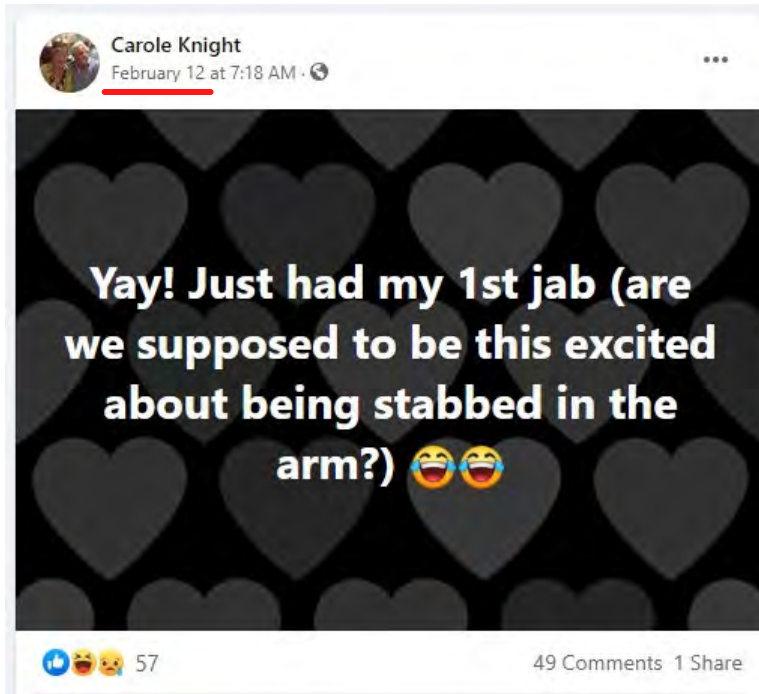 Carole Knight
February 12 at 7:18 AM ·
Yay! Just had my 1st jab (are
we supposed to be this excited
about being stabbed in the
arm?) 😂😂
57
49 Comments 1 Share